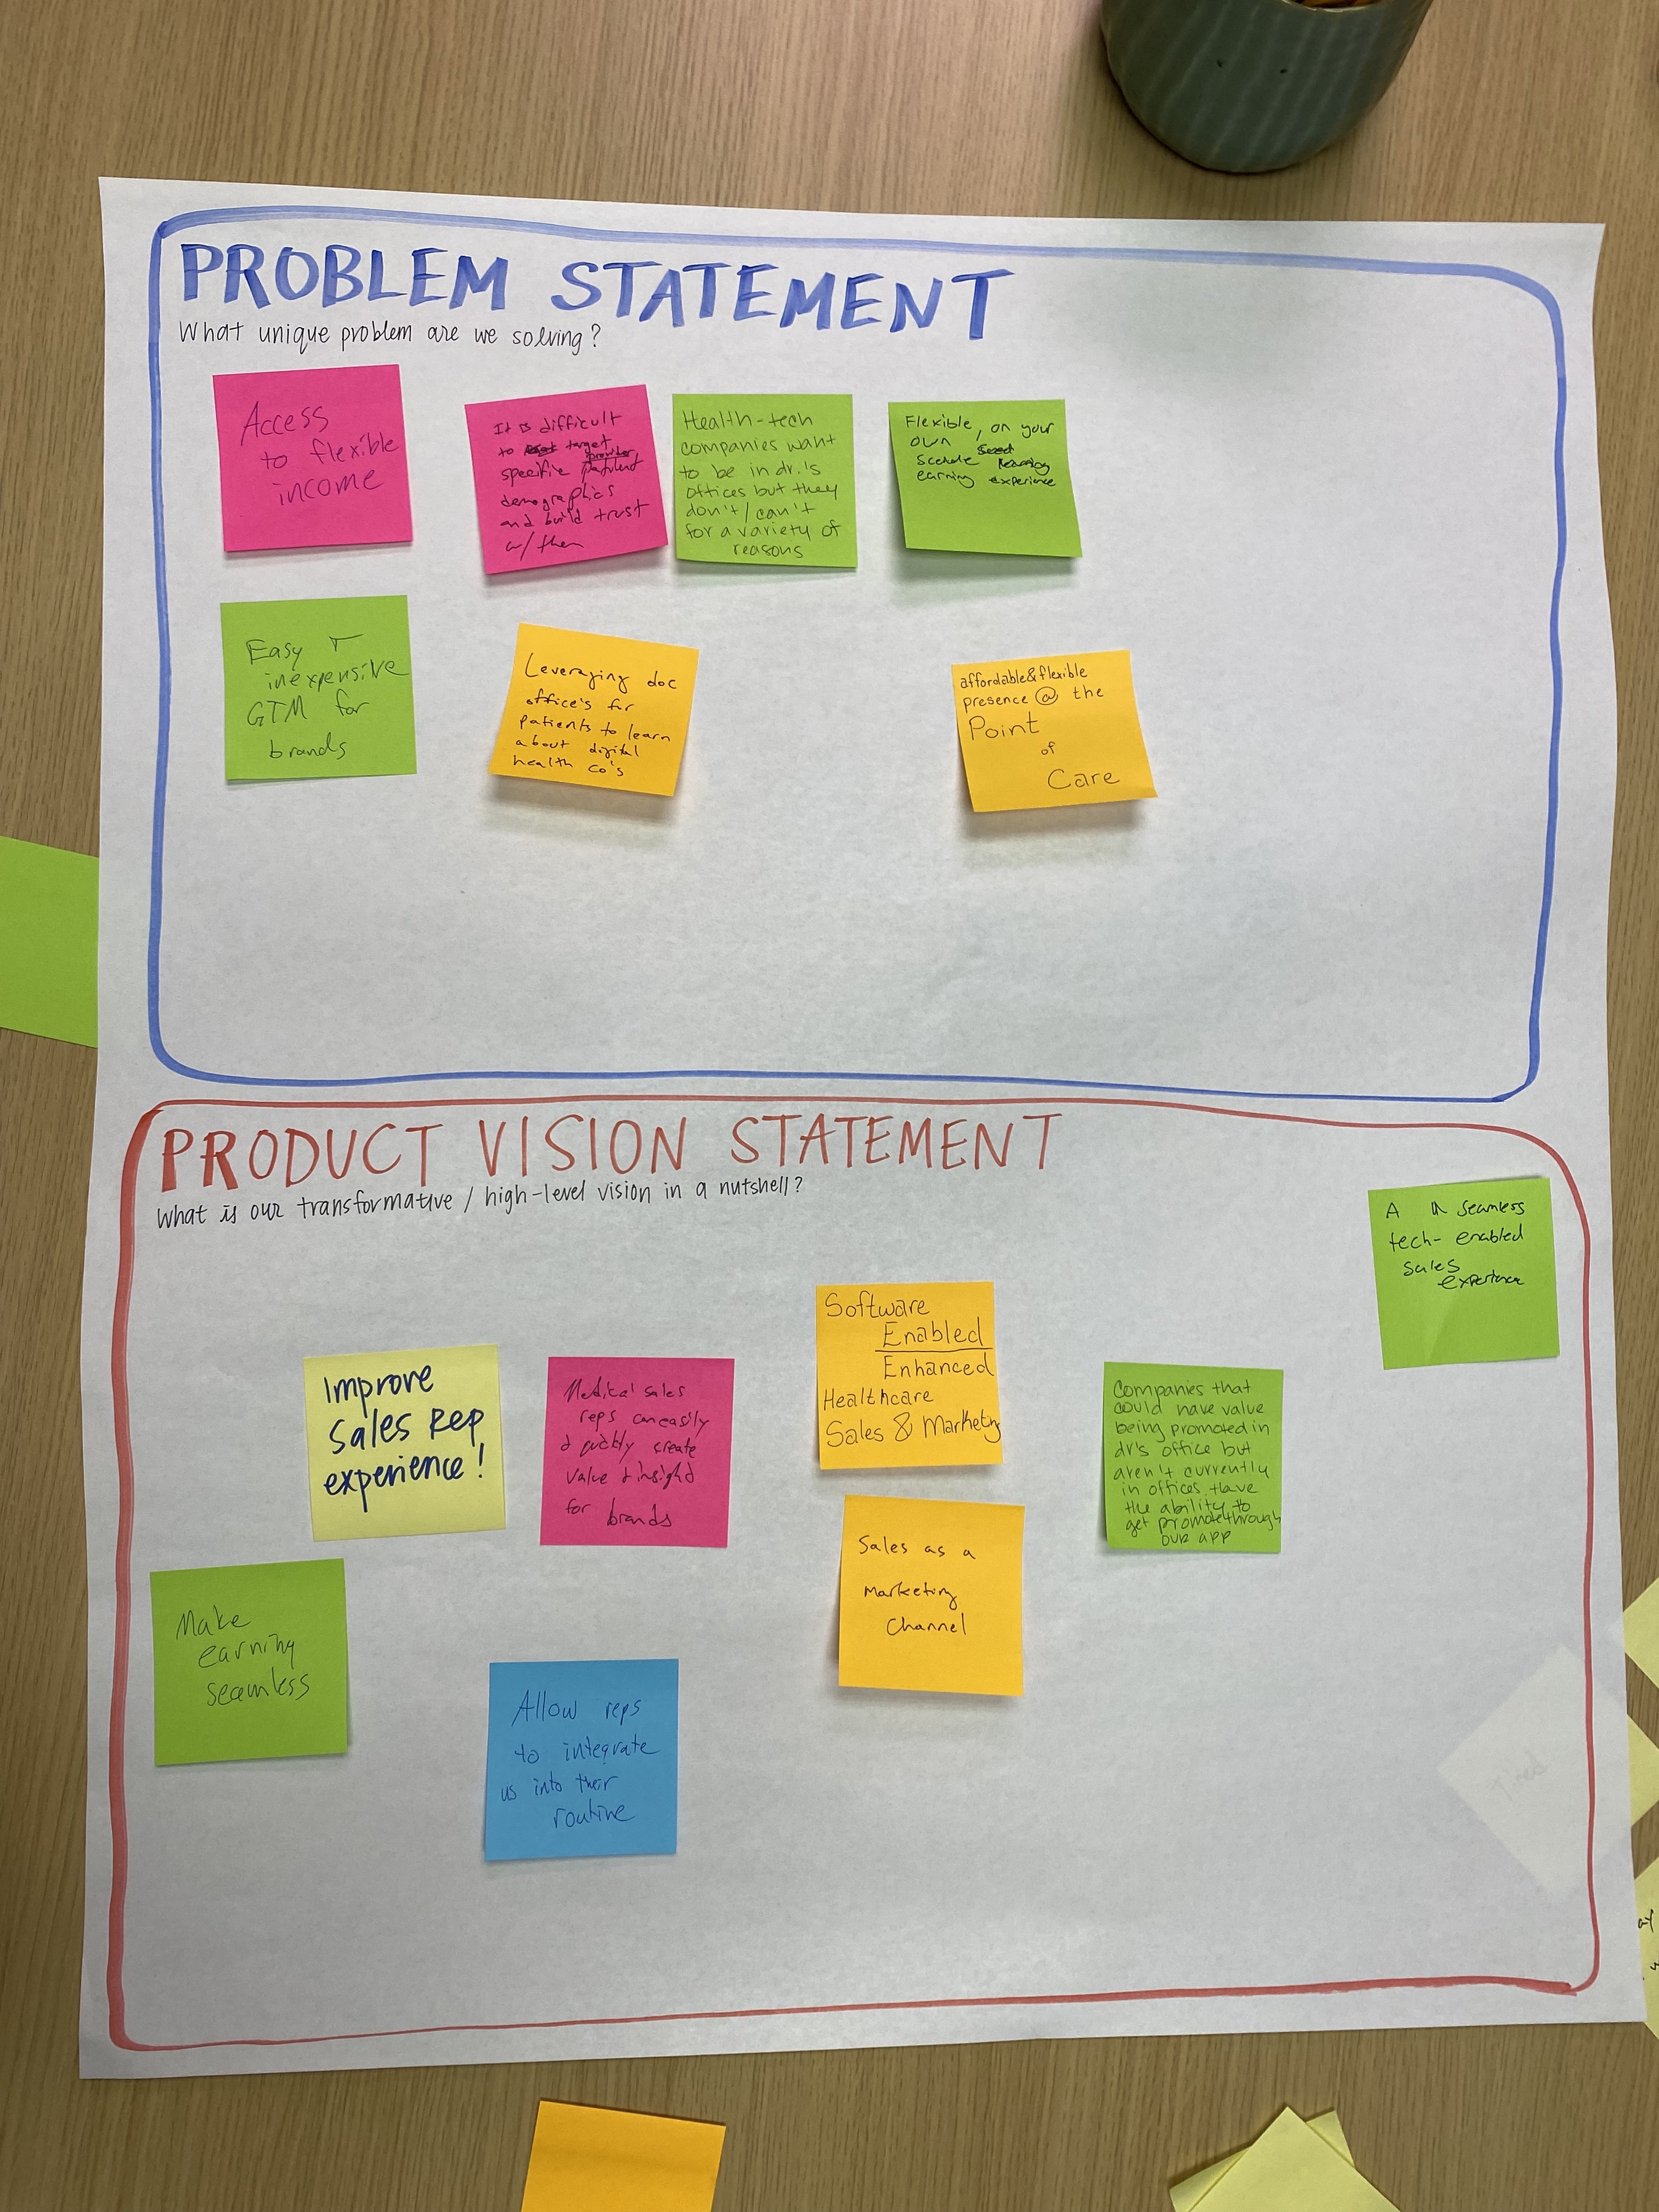 PROBLEM STATEMENT
What unique problem are we solving?
Access
to flexible
income
It is difficult
to target
specific
demographics
and build trust
w/ them
Health-tech
companies want
to be in dr.'s
offices but they
don't/can't
for a variety of
reasons
Flexible, on your
own
earning experience
Easy +
inexpensive
GTM for
brands
Leveraging doc
office's for
patients to learn
about digital
health co's
affordable&flexible
presence @ the
Point
of
Care
PRODUCT VISION STATEMENT
What is our transformative / high-level vision in a nutshell?
A seamless
tech-enabled
sales
experience
Improve
Sales Rep
experience!
Medical sales
reps can easily
& quickly create
value & insight
for brands
Software
Enabled
Enhanced
Healthcare
Sales & Marketing
Companies that
could have value
being promoted in
dr's office but
aren't currently
in offices have
the ability to
get promote through
our app
Sales as a
Marketing
Channel
Make
earning
seamless
Allow reps
to integrate
us into their
routine